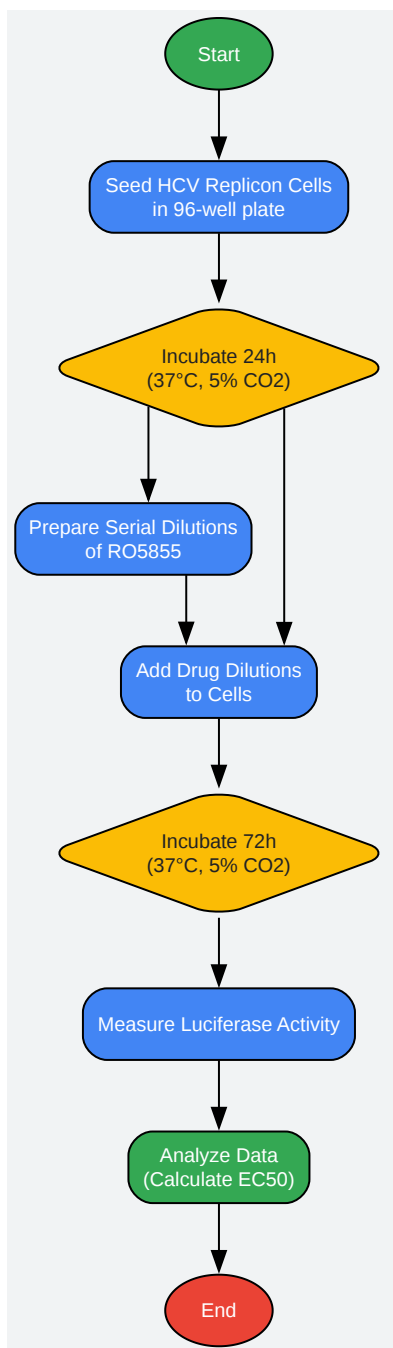 Start
Seed HCV Replicon Cells
in 96-well plate
Incubate 24h
(37°C, 5% CO2)
Prepare Serial Dilutions
of RO5855
Add Drug Dilutions
to Cells
Incubate 72h
(37°C, 5% CO2)
Measure Luciferase Activity
Analyze Data
(Calculate EC50)
End